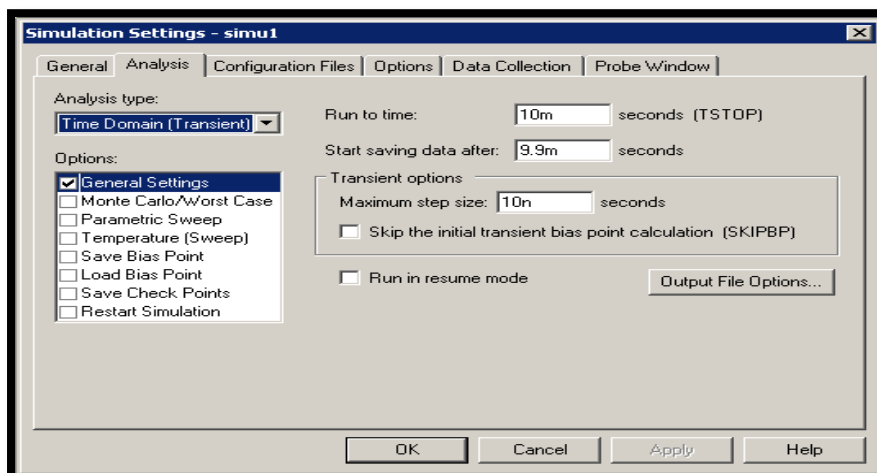 Simulation Settings - simu1
General Analysis Configuration Files Options Data Collection Probe Window
Analysis type:
Time Domain (Transient)
Options:
General Settings
Monte Carlo/Worst Case
Parametric Sweep
Temperature (Sweep)
Save Bias Point
Load Bias Point
Save Check Points
Restart Simulation
Run to time: 10m seconds (TSTOP)
Start saving data after: 9.9m seconds
Transient options
Maximum step size: 10n seconds
Skip the initial transient bias point calculation (SKIPBP)
Run in resume mode
Output File Options...
OK Cancel Apply Help